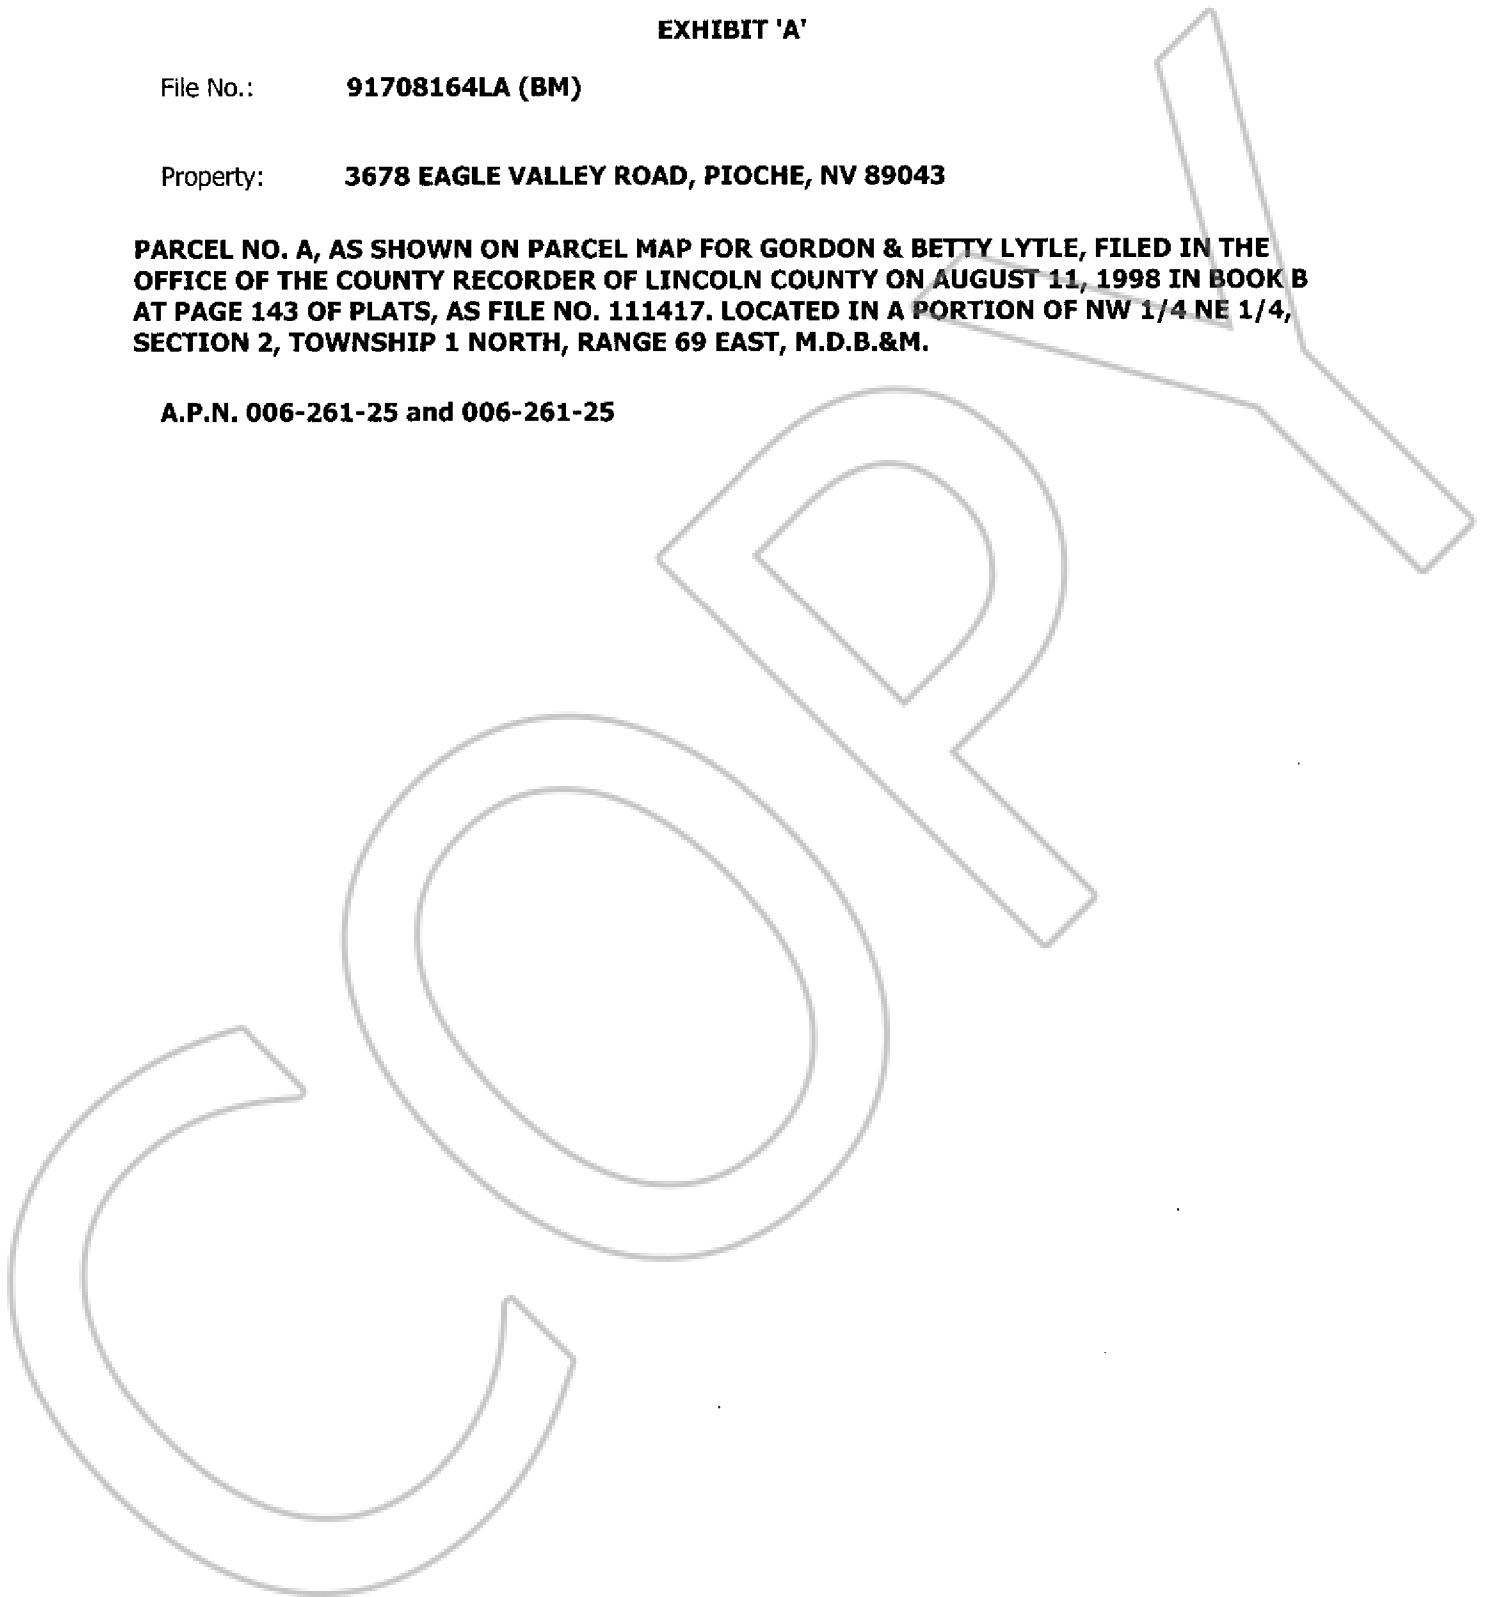 EXHIBIT 'A'
File No.: 91708164LA (BM)
Property: 3678 EAGLE VALLEY ROAD, PIOCHE, NV 89043
PARCEL NO. A, AS SHOWN ON PARCEL MAP FOR GORDON & BETTY LYTLE, FILED IN THE
OFFICE OF THE COUNTY RECORDER OF LINCOLN COUNTY ON AUGUST 11, 1998 IN BOOK B
AT PAGE 143 OF PLATS, AS FILE NO. 111417. LOCATED IN A PORTION OF NW 1/4 NE 1/4,
SECTION 2, TOWNSHIP 1 NORTH, RANGE 69 EAST, M.D.B.&M.
A.P.N. 006-261-25 and 006-261-25
COPY